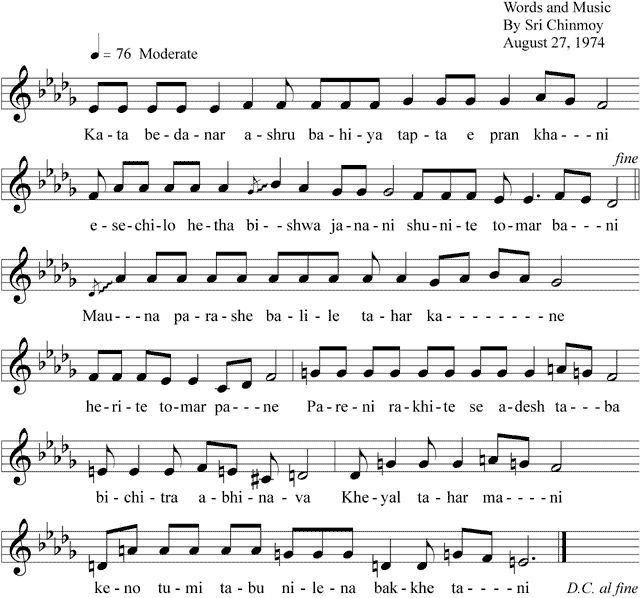 Words and Music
By Sri Chinmoy
August 27, 1974
= 76 Moderate
Ka - ta be - da - nar a - shru ba - hi - ya tap - ta e pran kha - - - - ni
fine
e - se - chi - lo he - tha bi - - shwa ja - na - ni shu - ni - te to - mar ba - - - ni
Mau - - - na pa - ra - she ba - li - le ta - har ka - - - - - - - - ne
he - ri - te to - mar pa - - - ne Pa - re - ni ra - khi - te se a - desh ta - - - ba
bi - chi - tra a - bhi - na - va Khe - yal ta - har ma - - - - ni
ke - no tu - mi ta - bu ni - le - na bak - khe ta - - - - ni
D.C. al fine